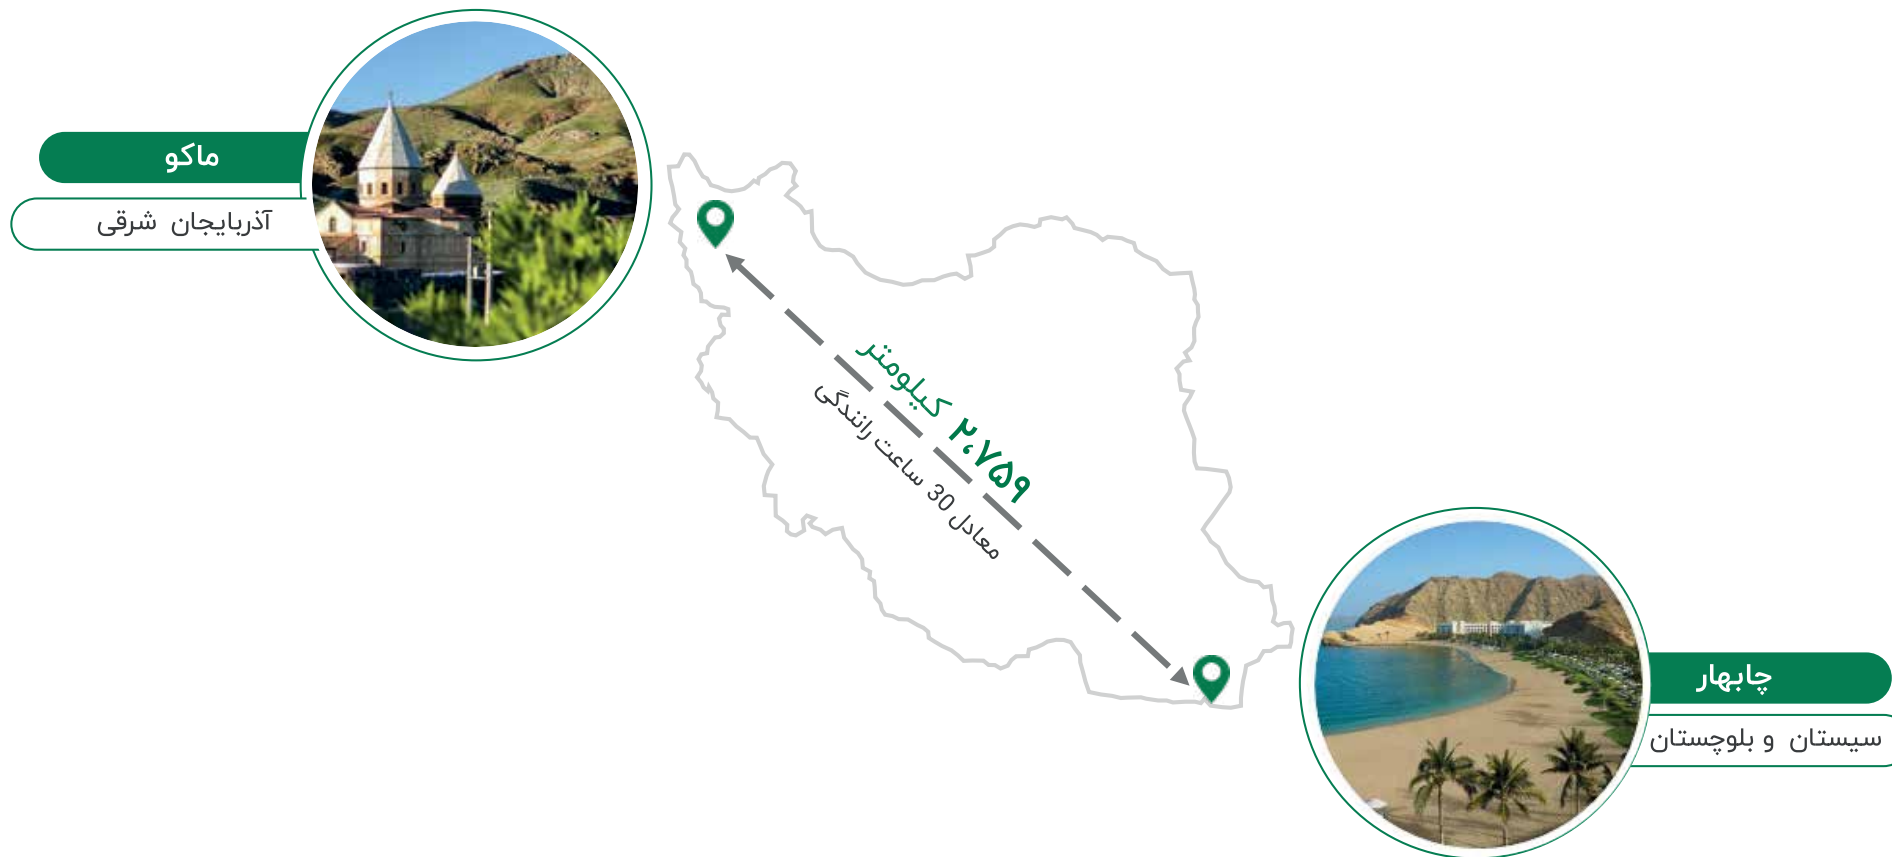 ماکو
آذربایجان شرقی
۲،۷۵۹ کیلومتر
معادل 30 ساعت رانندگی
چابهار
سیستان و بلوچستان